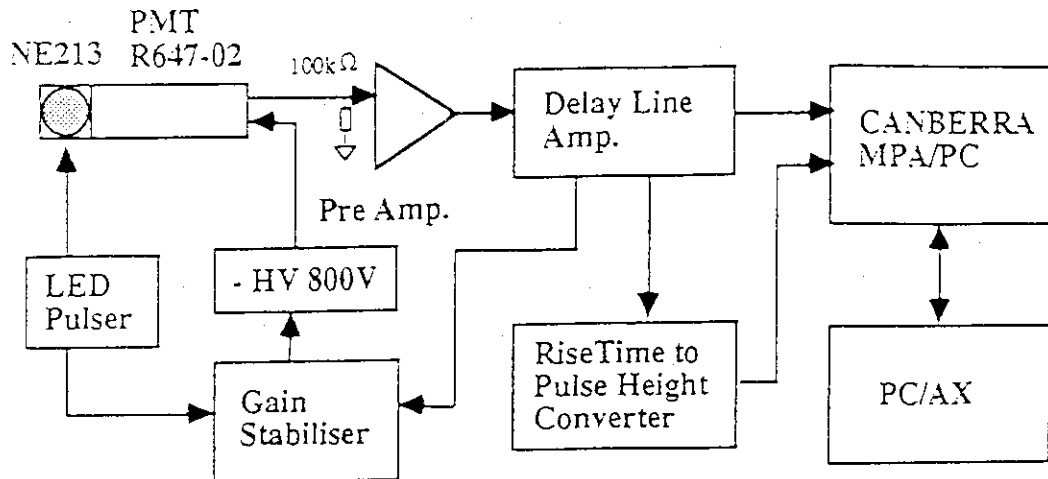 PMT
NE213 R647-02
100kΩ
Delay Line
Amp.
CANBERRA
MPA/PC
Pre Amp.
LED
Pulser
- HV 800V
RiseTime to
Pulse Height
Converter
PC/AX
Gain
Stabiliser